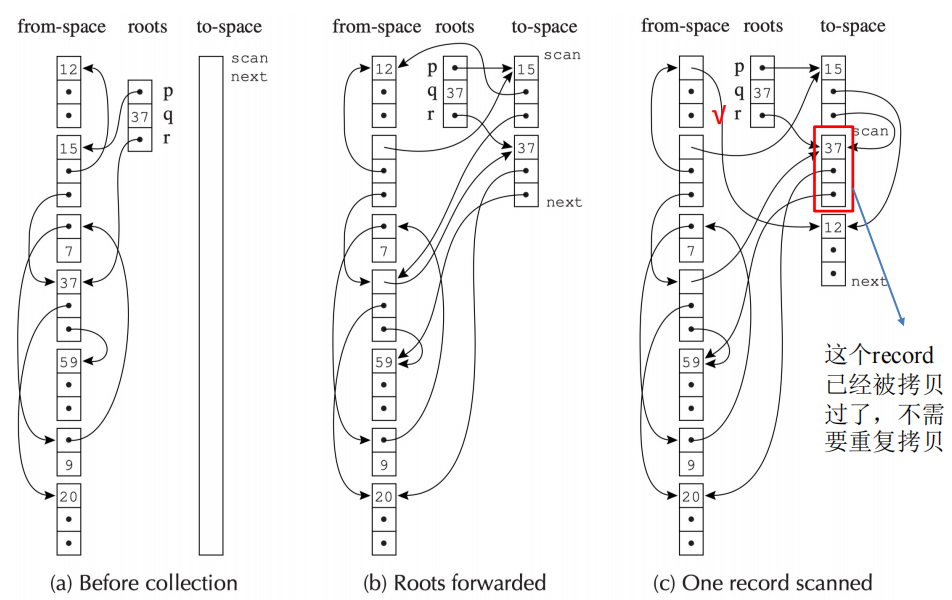 from-space roots to-space
12
15
7
37
59
9
20
p
37 q
r
scan
next
(a) Before collection
from-space roots to-space
12
7
59
9
20
p
q 37
r
scan
15
37
next
(b) Roots forwarded
from-space roots to-space
7
59
9
20
p
q 37
√ r
15
scan
37
12
next
这个record
已经被拷贝
过了，不需
要重复拷贝
(c) One record scanned